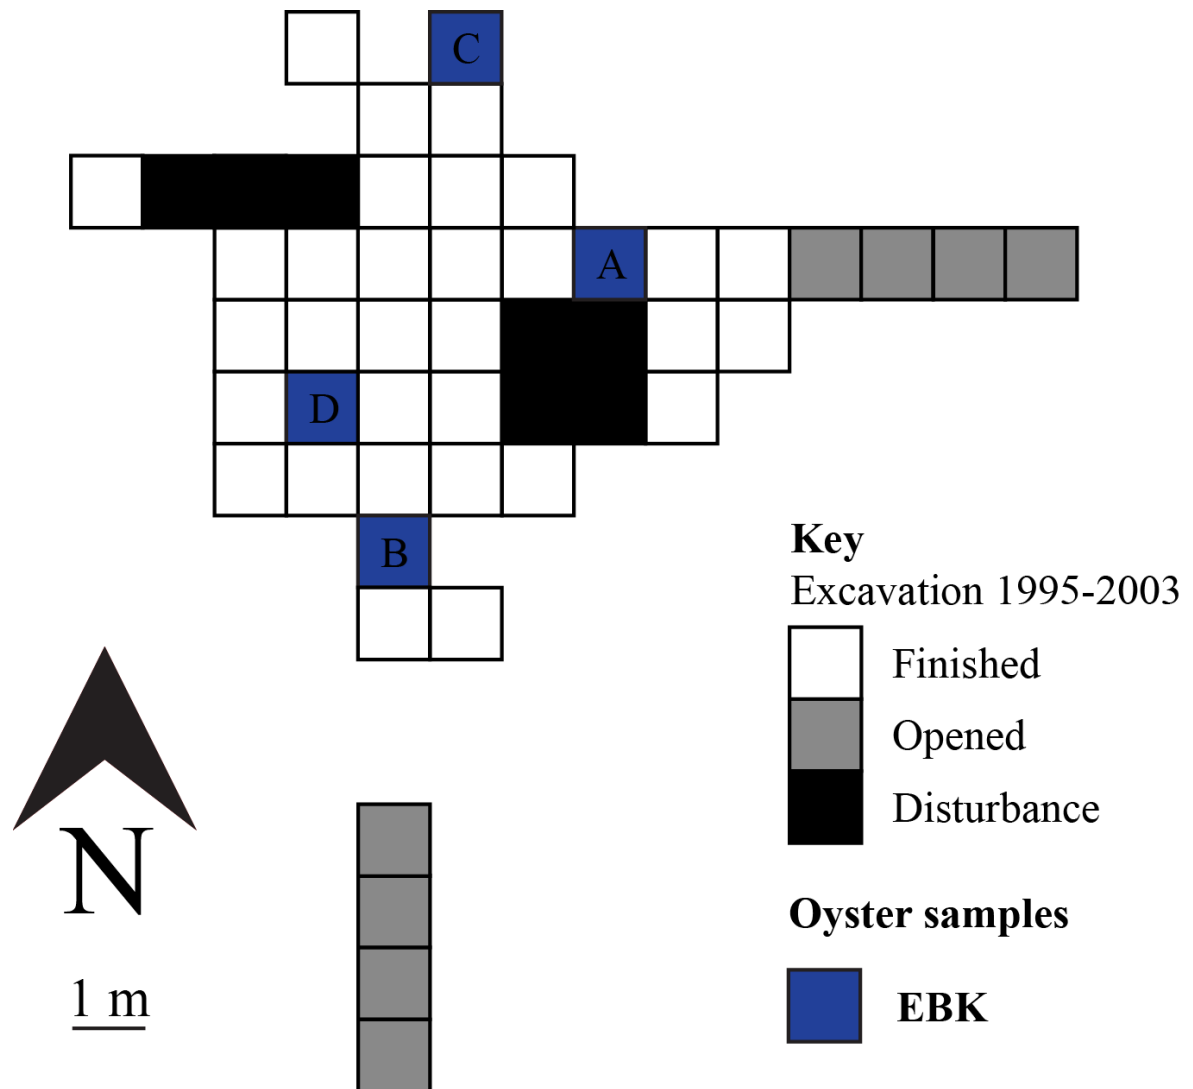 C
A
D
B
Key
Excavation 1995-2003
Finished
Opened
Disturbance
N
Oyster samples
1 m
EBK